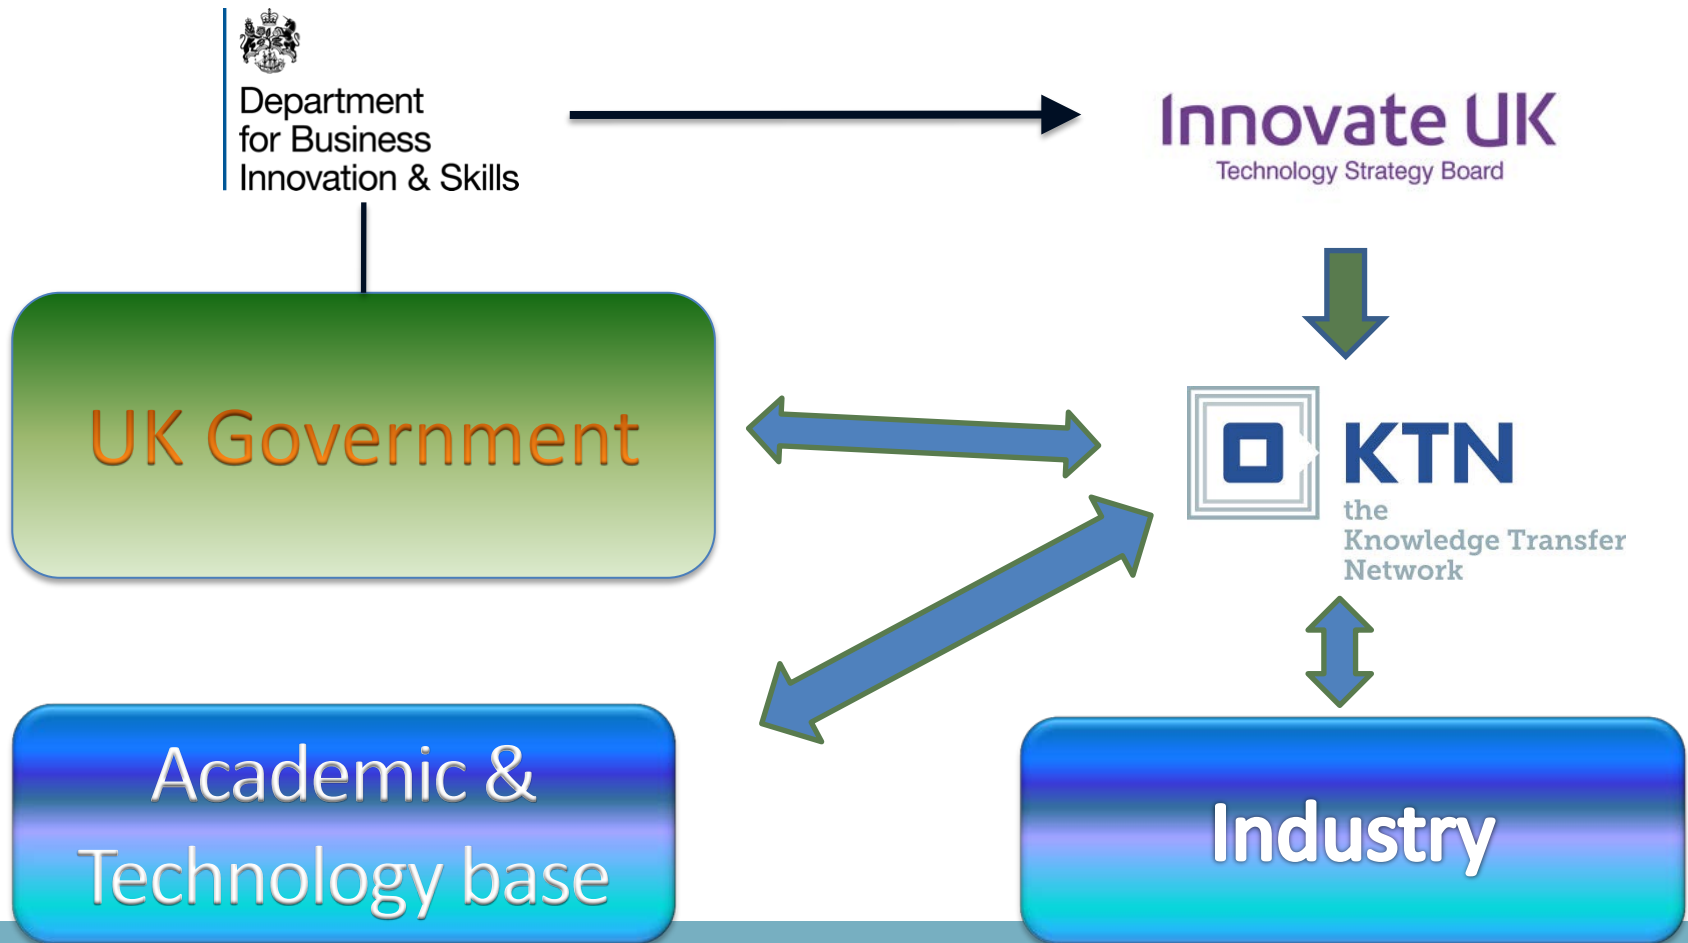 Department
for Business
Innovation & Skills
Innovate UK
Technology Strategy Board
UK Government
KTN
the
Knowledge Transfer
Network
Academic &
Technology base
Industry